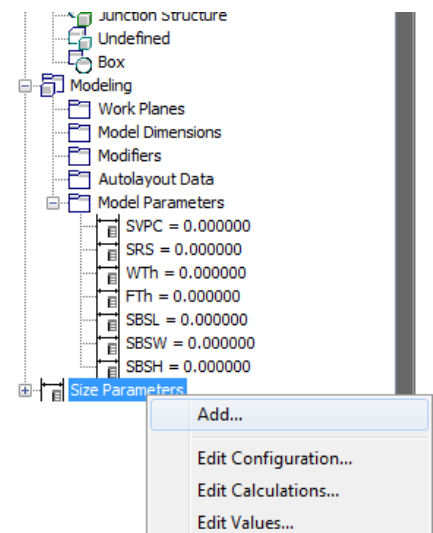 Junction Structure
Undefined
Box
Modeling
Work Planes
Model Dimensions
Modifiers
Autolayout Data
Model Parameters
SVPC = 0.000000
SRS = 0.000000
WTh = 0.000000
FTh = 0.000000
SBSL = 0.000000
SBSW = 0.000000
SBSH = 0.000000
Size Parameters
Add...
Edit Configuration...
Edit Calculations...
Edit Values...